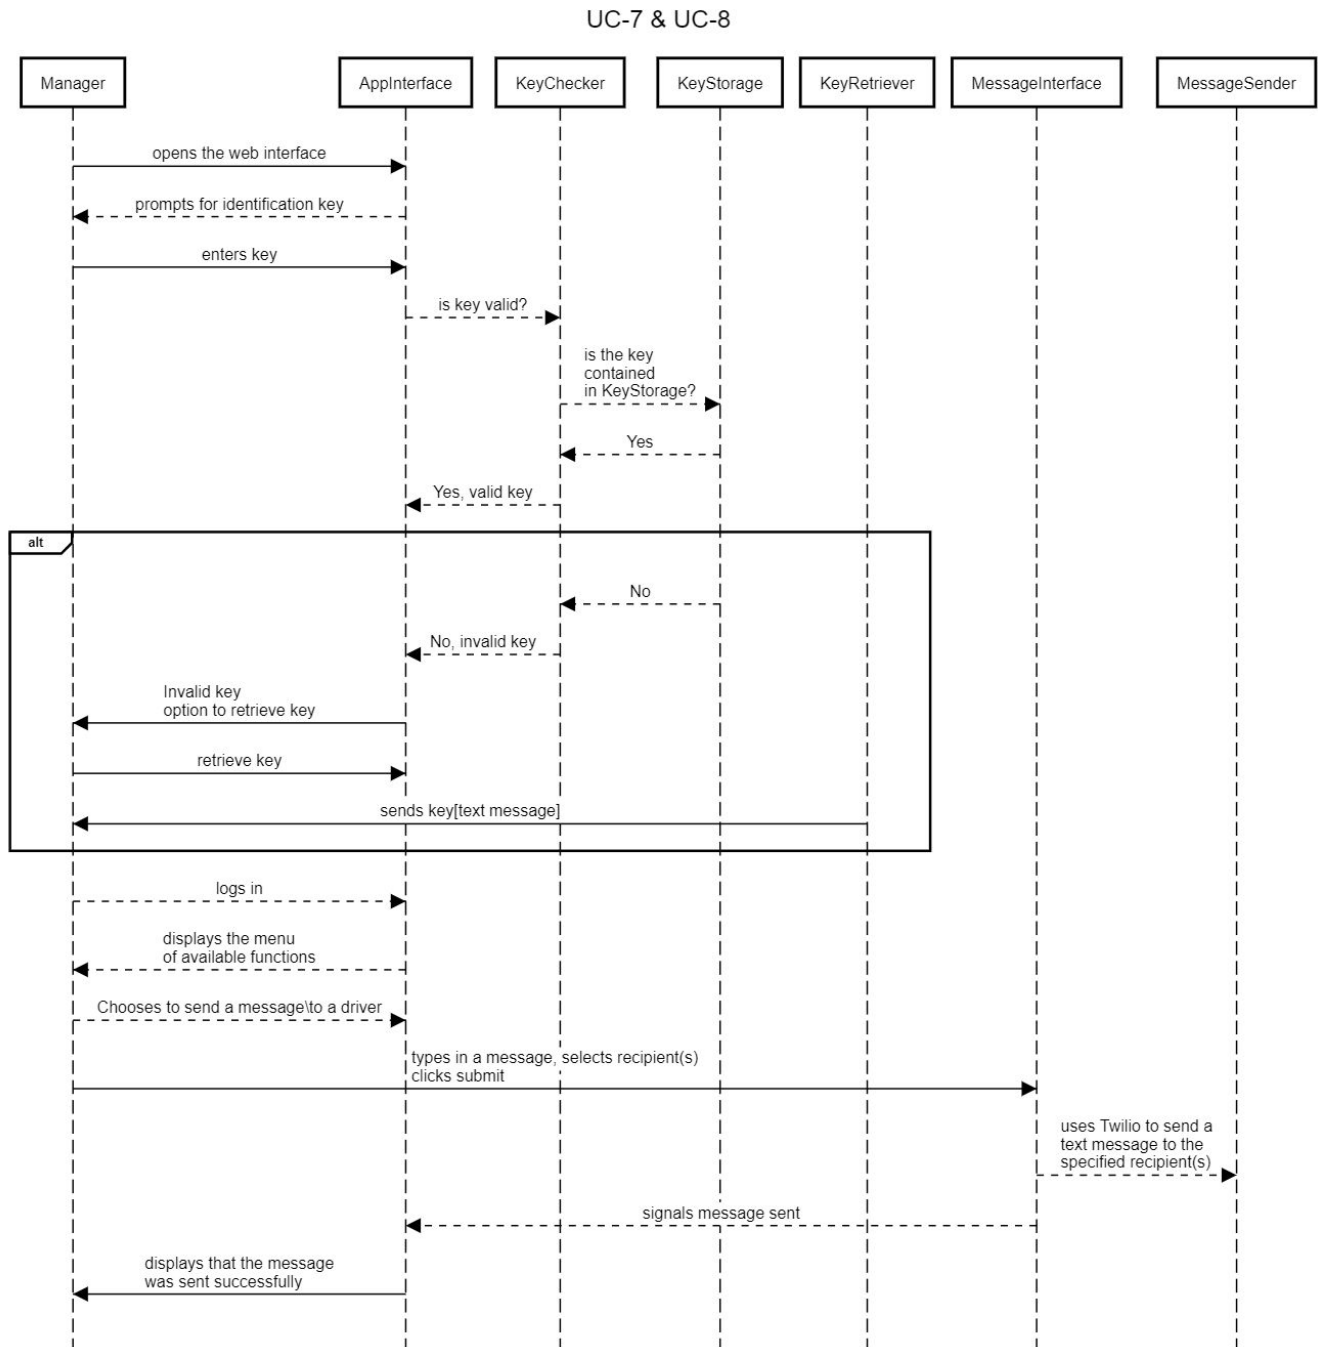 UC-7 & UC-8
Manager
AppInterface
KeyChecker
KeyStorage
KeyRetriever
MessageInterface
MessageSender
opens the web interface
prompts for identification key
enters key
is key valid?
is the key
contained
in KeyStorage?
Yes
Yes, valid key
alt
No
No, invalid key
Invalid key
option to retrieve key
retrieve key
sends key[text message]
logs in
displays the menu
of available functions
Chooses to send a message\to a driver
types in a message, selects recipient(s)
clicks submit
uses Twilio to send a
text message to the
specified recipient(s)
signals message sent
displays that the message
was sent successfully